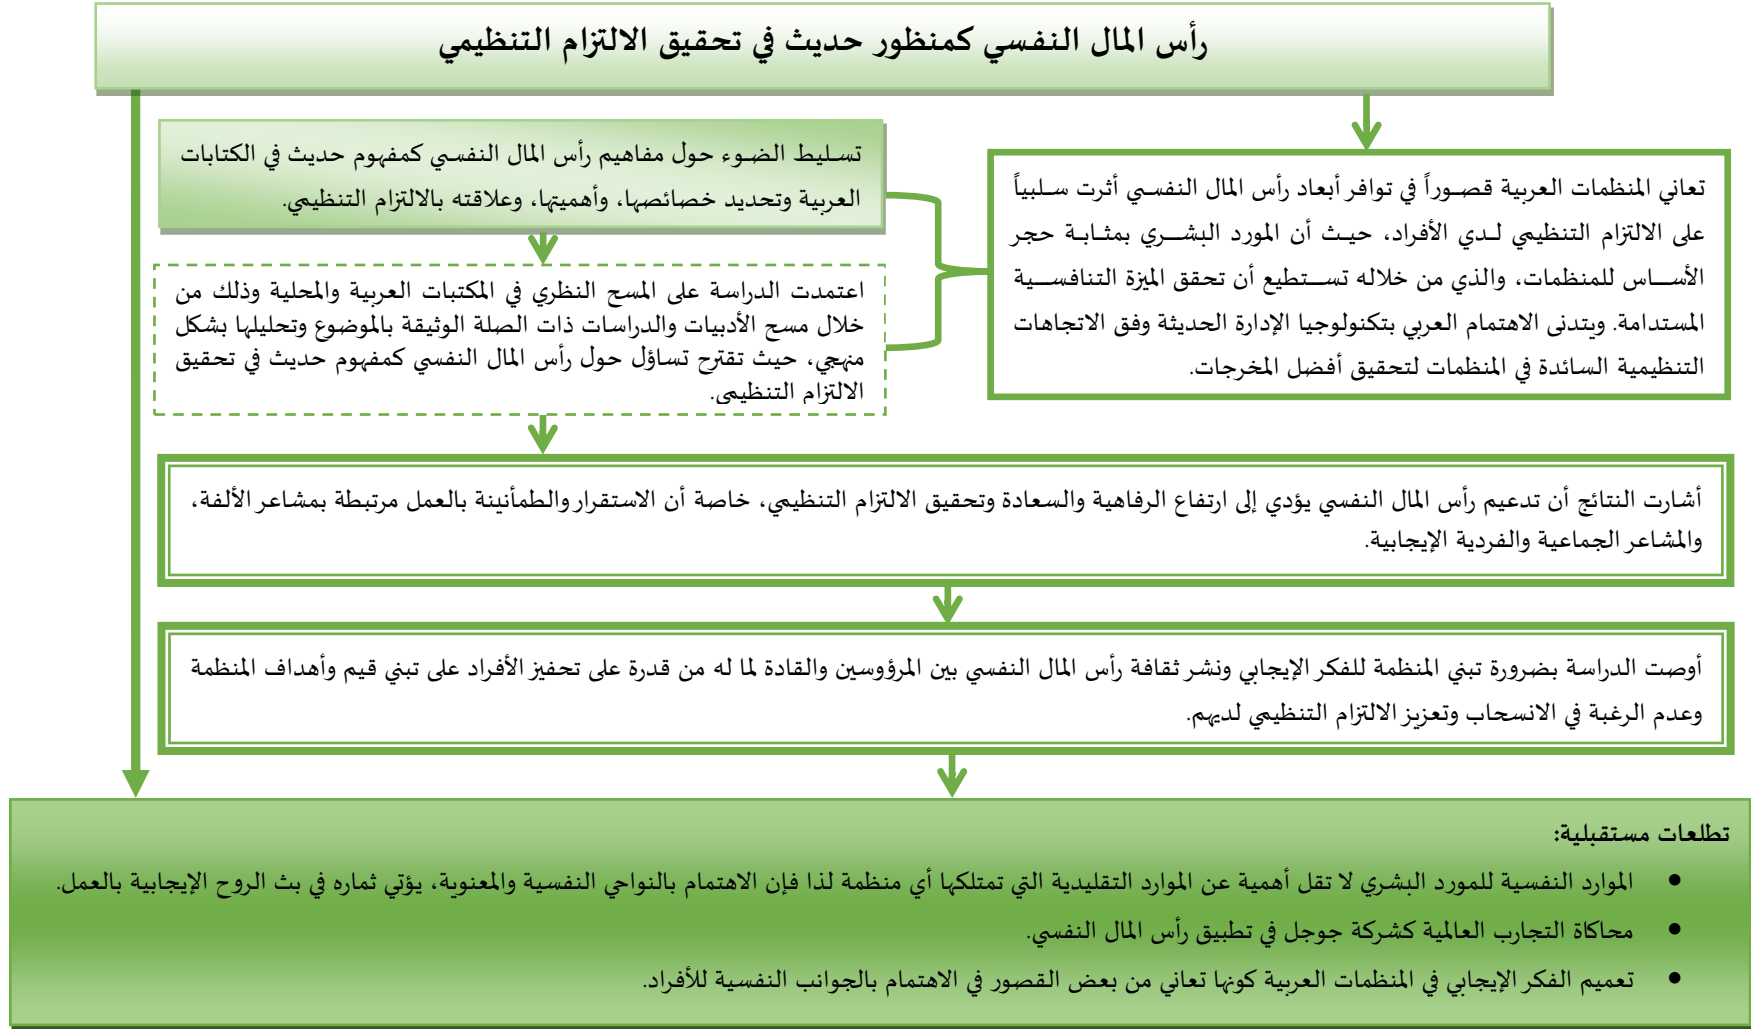 رأس المال النفسي كمنظور حديث في تحقيق الالتزام التنظيمي
تعاني المنظمات العربية قصوراً في توافر أبعاد رأس المال النفسي أثرت سلبياً
على الالتزام التنظيمي لدي الأفراد، حيث أن المورد البشري بمثابة حجر
الأساس للمنظمات، والذي من خلاله تستطيع أن تحقق الميزة التنافسية
المستدامة. ويتدنى الاهتمام العربي بتكنولوجيا الإدارة الحديثة وفق الاتجاهات
التنظيمية السائدة في المنظمات لتحقيق أفضل المخرجات.
تسليط الضوء حول مفاهيم رأس المال النفسي كمفهوم حديث في الكتابات
العربية وتحديد خصائصها، وأهميتها، وعلاقته بالالتزام التنظيمي.
اعتمدت الدراسة على المسح النظري في المكتبات العربية والمحلية وذلك من
خلال مسح الأدبيات والدراسات ذات الصلة الوثيقة بالموضوع وتحليلها بشكل
منهجي، حيث تقترح تساؤل حول رأس المال النفسي كمفهوم حديث في تحقيق
الالتزام التنظيمي.
أشارت النتائج أن تدعيم رأس المال النفسي يؤدي إلى ارتفاع الرفاهية والسعادة وتحقيق الالتزام التنظيمي، خاصة أن الاستقرار والطمأنينة بالعمل مرتبطة بمشاعر الألفة،
والمشاعر الجماعية والفردية الإيجابية.
أوصت الدراسة بضرورة تبني المنظمة للفكر الإيجابي ونشر ثقافة رأس المال النفسي بين المرؤوسين والقادة لما له من قدرة على تحفيز الأفراد على تبني قيم وأهداف المنظمة
وعدم الرغبة في الانسحاب وتعزيز الالتزام التنظيمي لديهم.
تطلعات مستقبلية:
● الموارد النفسية للمورد البشري لا تقل أهمية عن الموارد التقليدية التي تمتلكها أي منظمة لذا فإن الاهتمام بالنواحي النفسية والمعنوية، يؤتي ثماره في بث الروح الإيجابية بالعمل.
● محاكاة التجارب العالمية كشركة جوجل في تطبيق رأس المال النفسي.
● تعميم الفكر الإيجابي في المنظمات العربية كونها تعاني من بعض القصور في الاهتمام بالجوانب النفسية للأفراد.